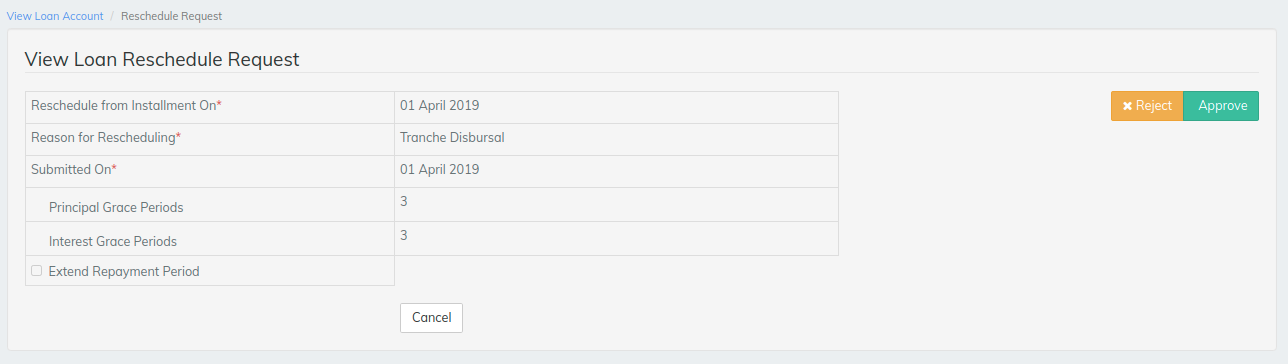 View Loan Account / Reschedule Request
View Loan Reschedule Request
Reschedule from Installment On* 01 April 2019
Reject Approve
Reason for Rescheduling* Tranche Disbursal
Submitted On* 01 April 2019
Principal Grace Periods 3
Interest Grace Periods 3
Extend Repayment Period
Cancel